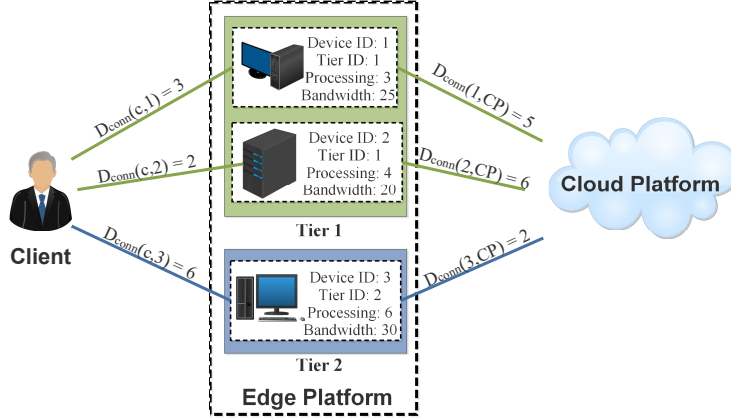 Device ID: 1
Tier ID: 1
Processing: 3
Bandwidth: 25
Dconn(c,1) = 3
Dconn(1,CP) = 5
Device ID: 2
Tier ID: 1
Processing: 4
Bandwidth: 20
Dconn(c,2) = 2
Dconn(2,CP) = 6
Cloud Platform
Tier 1
Client
Dconn(c,3) = 6
Dconn(3,CP) = 2
Device ID: 3
Tier ID: 2
Processing: 6
Bandwidth: 30
Tier 2
Edge Platform